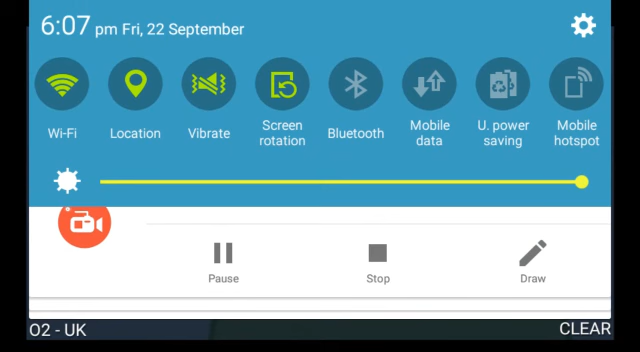 6:07 pm Fri, 22 September
Wi-Fi
Location
Vibrate
Screen
rotation
Bluetooth
Mobile
data
U. power
saving
Mobile
hotspot
Pause
Stop
Draw
O2 - UK
CLEAR